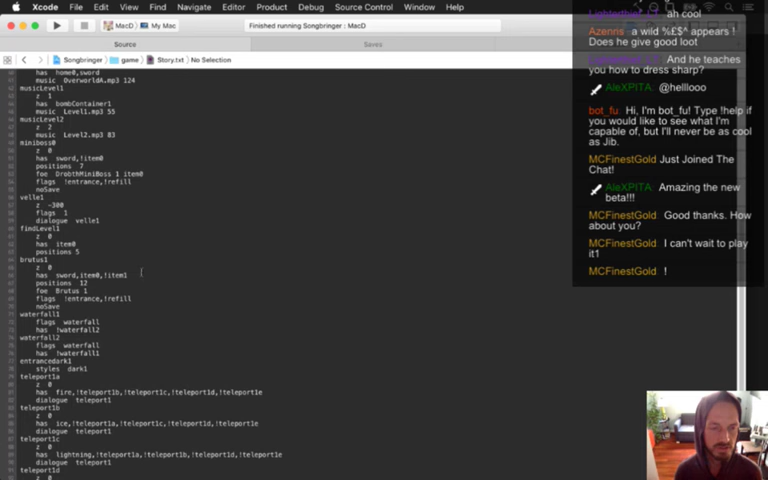 Xcode File Edit View Find Navigate Editor Product Debug Source Control Window
MacD My Mac
Finished running Songbringer : MacD
Source Saves
Songbringer game Story.txt No Selection
has home0,sword
music OverworldA.mp3 124
musicLevel1
z 1
has bombContainer1
music Level1.mp3 55
musicLevel2
z 2
music Level2.mp3 83
miniboss0
z 0
has sword,!item0
positions 7
foe DrobthMiniBoss 1 item0
flags !entrance,!refill
noSave
velle1
z -300
flags 1
dialogue velle1
findLevel1
z 0
has item0
positions 5
brutus1
z 0
has sword,item0,!item1
positions 12
foe Brutus 1
flags !entrance,!refill
noSave
waterfall1
flags waterfall
has !waterfall2
waterfall2
flags waterfall
has !waterfall1
entrancedark1
z 0
styles dark1
teleport1a
z 0
has fire,!teleport1b,!teleport1c,!teleport1d,!teleport1e
dialogue teleport1
teleport1b
z 0
has ice,!teleport1a,!teleport1c,!teleport1d,!teleport1e
dialogue teleport1
teleport1c
z 0
has lightning,!teleport1a,!teleport1b,!teleport1d,!teleport1e
dialogue teleport1
teleport1d
ah cool
Azenris: a wild %£$^ appears !
Does he give good loot
And he teaches
you how to dress sharp?
AleXPITA: @helllooo
bot_fu: Hi, I'm bot_fu! Type !help if
you would like to see what I'm
capable of, but I'll never be as cool
as Jib.
MCFinestGold: Just Joined The
Chat!
AleXPITA: Amazing the new
beta!!!
MCFinestGold: Good thanks. How
about you?
MCFinestGold: I can't wait to play
it1
MCFinestGold: !